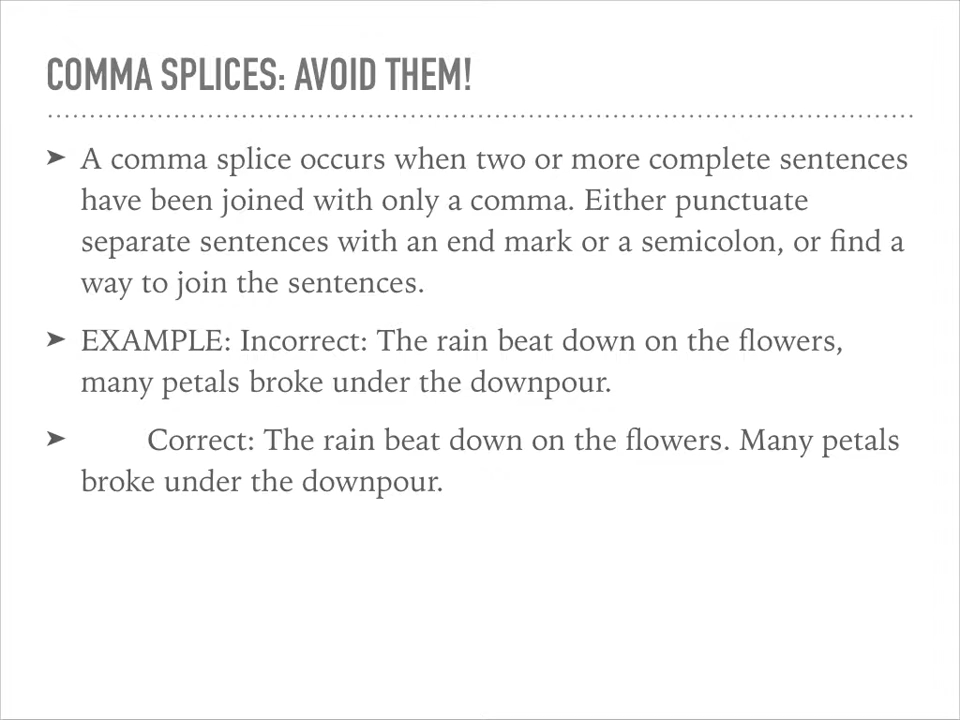 COMMA SPLICES: AVOID THEM!
➤ A comma splice occurs when two or more complete sentences
have been joined with only a comma. Either punctuate
separate sentences with an end mark or a semicolon, or find a
way to join the sentences.
➤ EXAMPLE: Incorrect: The rain beat down on the flowers,
many petals broke under the downpour.
➤ Correct: The rain beat down on the flowers. Many petals
broke under the downpour.